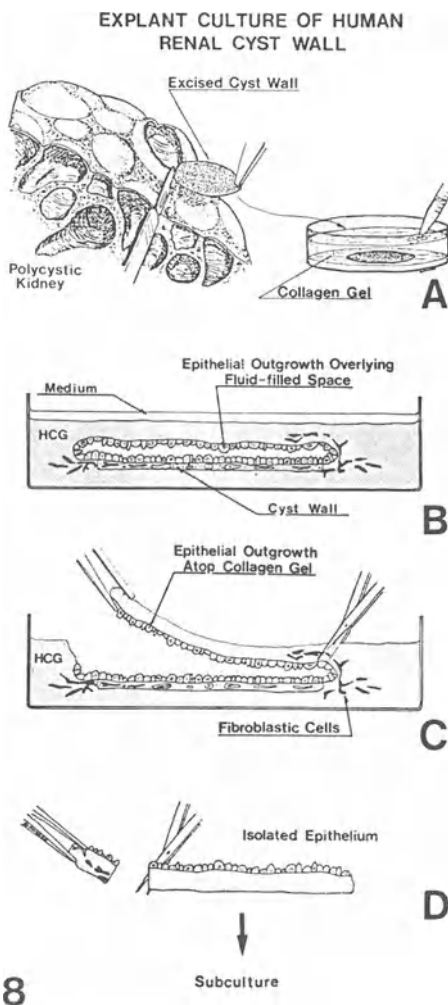 EXPLANT CULTURE OF HUMAN
RENAL CYST WALL
Excised Cyst Wall
Polycystic
Kidney
Collagen Gel
A
Epithelial Outgrowth Overlying
Fluid-filled Space
Medium
HCG
Cyst Wall
B
Epithelial Outgrowth
Atop Collagen Gel
HCG
Fibroblastic Cells
C
Isolated Epithelium
D
Subculture
8